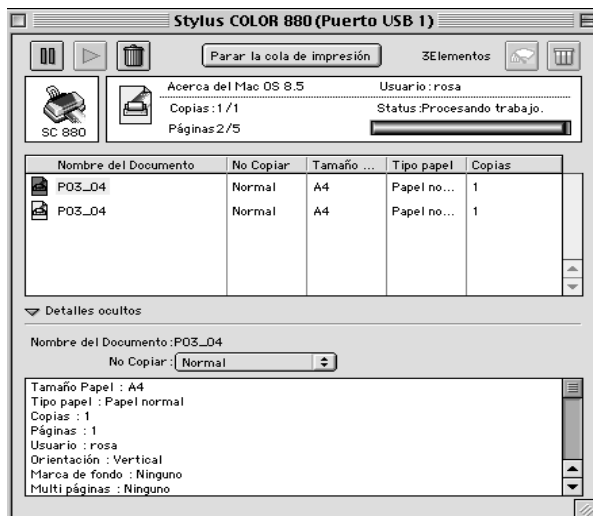 Stylus COLOR 880 (Puerto USB 1)
Parar la cola de impresión
3Elementos
SC 880
Acerca del Mac OS 8.5 Usuario:rosa
Copias:1/1 Status:Procesando trabajo.
Páginas2/5
Nombre del Documento No Copiar Tamaño ... Tipo papel Copias
P03_04 Normal A4 Papel no... 1
P03_04 Normal A4 Papel no... 1
Detalles ocultos
Nombre del Documento:P03_04
No Copiar: Normal
Tamaño Papel : A4
Tipo papel : Papel normal
Copias : 1
Páginas : 1
Usuario : rosa
Orientación : Vertical
Marca de fondo : Ninguno
Multi páginas : Ninguno